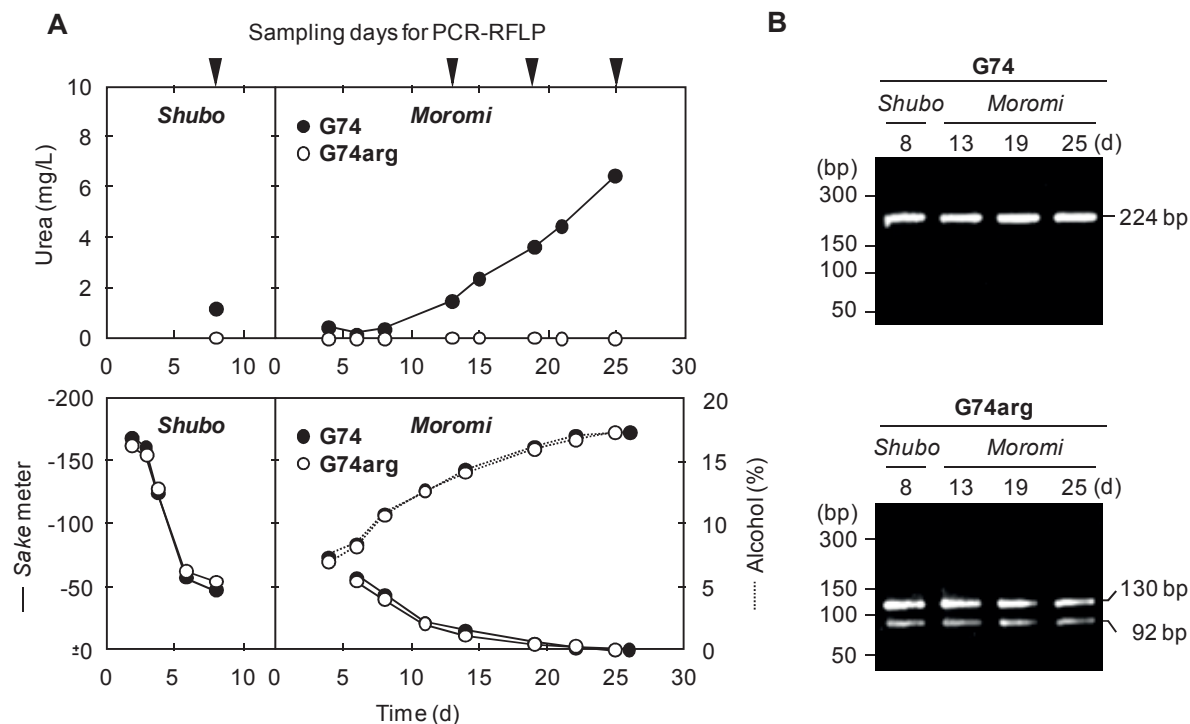 A
Sampling days for PCR-RFLP
Shubo Moromi
G74
G74arg
Urea (mg/L)
10
8
6
4
2
0
0 5 10 0 5 10 15 20 25 30
Shubo Moromi
G74
G74arg
Sake meter
-200
-150
-100
-50
±0
20
15
10
5
0
Alcohol (%)
0 5 10 0 5 10 15 20 25 30
Time (d)
B
G74
Shubo Moromi
8 13 19 25 (d)
(bp)
300
150
100
50
224 bp
G74arg
Shubo Moromi
8 13 19 25 (d)
(bp)
300
150
100
50
130 bp
92 bp